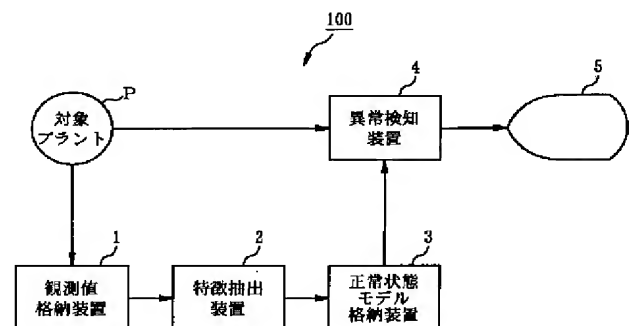 100
P
対象
プラント
4
異常検知
装置
5
1
観測値
格納装置
2
特徴抽出
装置
3
正常状態
モデル
格納装置